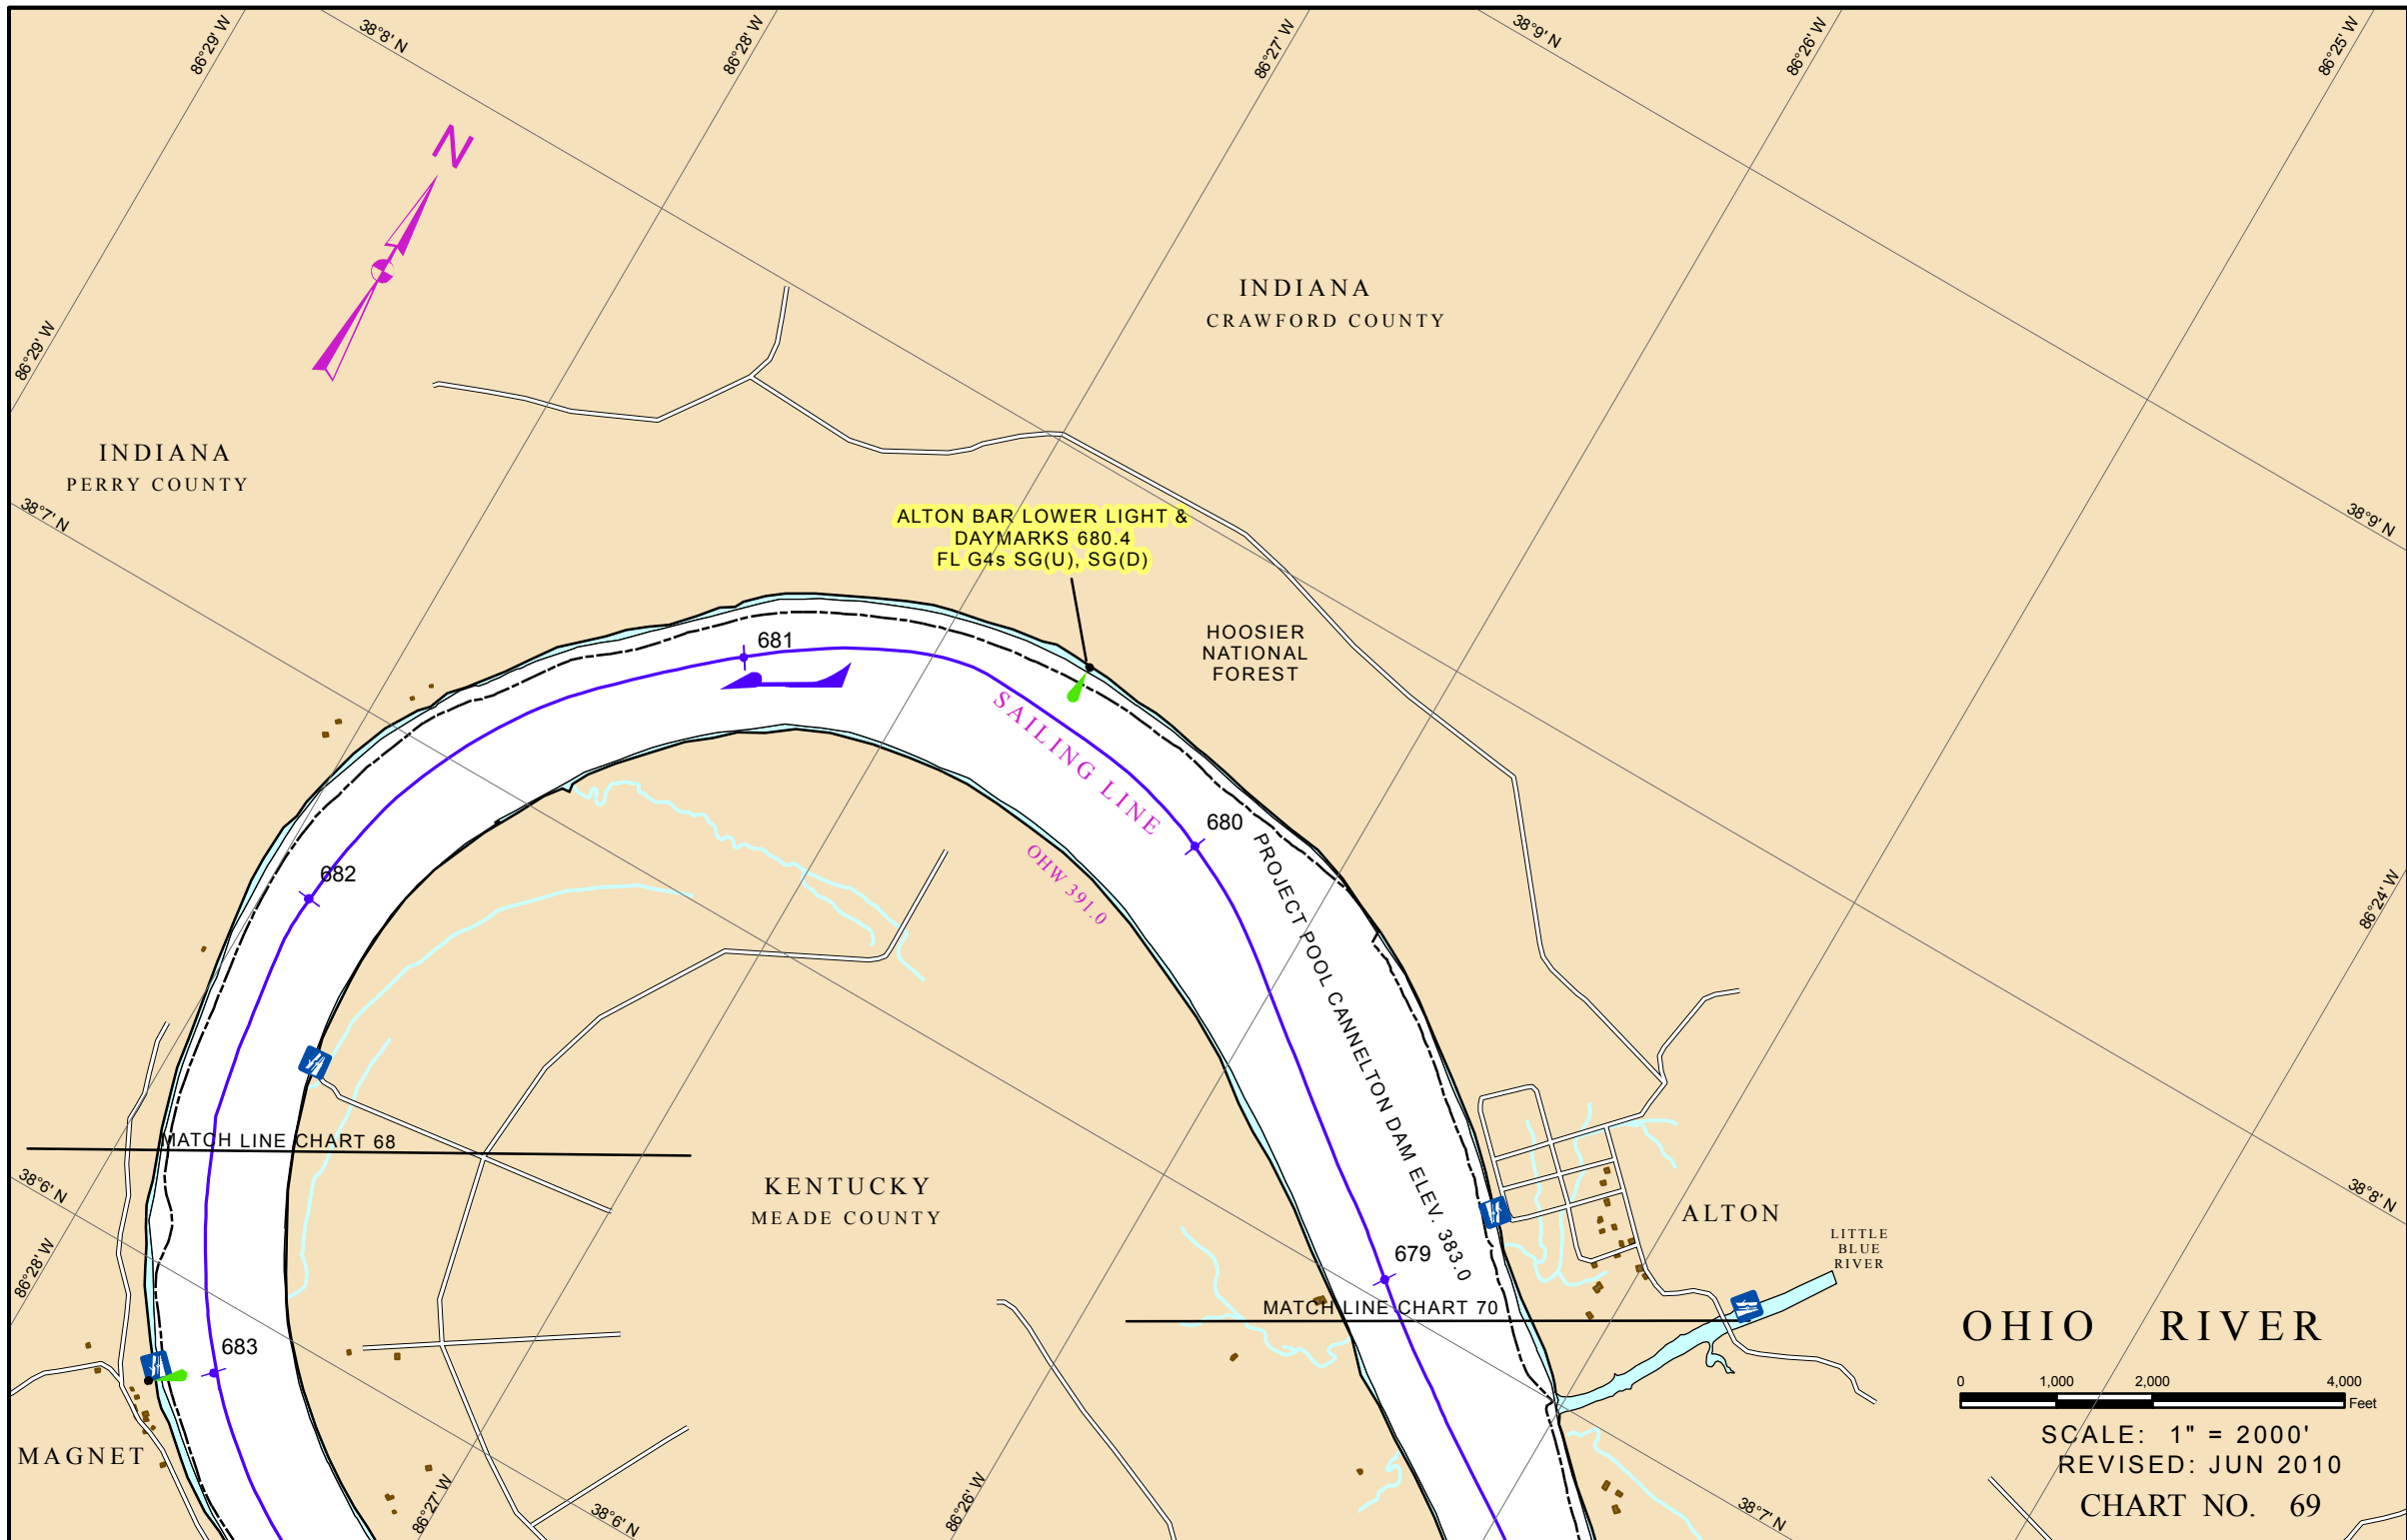 86°29' W
38°8' N
86°28' W
86°27' W
38°9' N
86°26' W
86°25' W
N
INDIANA
CRAWFORD COUNTY
86°29' W
INDIANA
PERRY COUNTY
38°7' N
ALTON BAR LOWER LIGHT &
DAYMARKS 680.4
FL G4s SG(U), SG(D)
38°9' N
HOOSIER
NATIONAL
FOREST
681
SAILING LINE
680
OHW 391.0
682
PROJECT POOL CANNELTON DAM ELEV. 383.0
86°24' W
MATCH LINE CHART 68
38°6' N
KENTUCKY
MEADE COUNTY
ALTON
38°8' N
LITTLE
BLUE
RIVER
679
86°28' W
MATCH LINE CHART 70
683
OHIO RIVER
0 1,000 2,000 4,000
Feet
SCALE: 1" = 2000'
REVISED: JUN 2010
CHART NO. 69
MAGNET
86°27' W
38°6' N
86°26' W
38°7' N